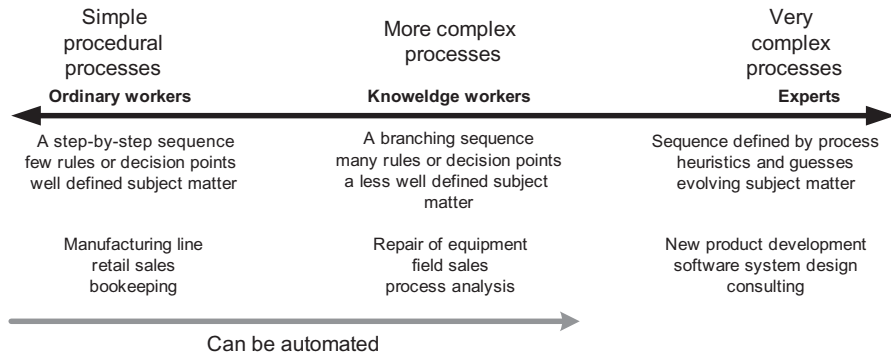 Simple
procedural
processes
More complex
processes
Very
complex
processes
Ordinary workers
Knoweldge workers
Experts
A step-by-step sequence
few rules or decision points
well defined subject matter
A branching sequence
many rules or decision points
a less well defined subject
matter
Sequence defined by process
heuristics and guesses
evolving subject matter
Manufacturing line
retail sales
bookkeeping
Repair of equipment
field sales
process analysis
New product development
software system design
consulting
Can be automated